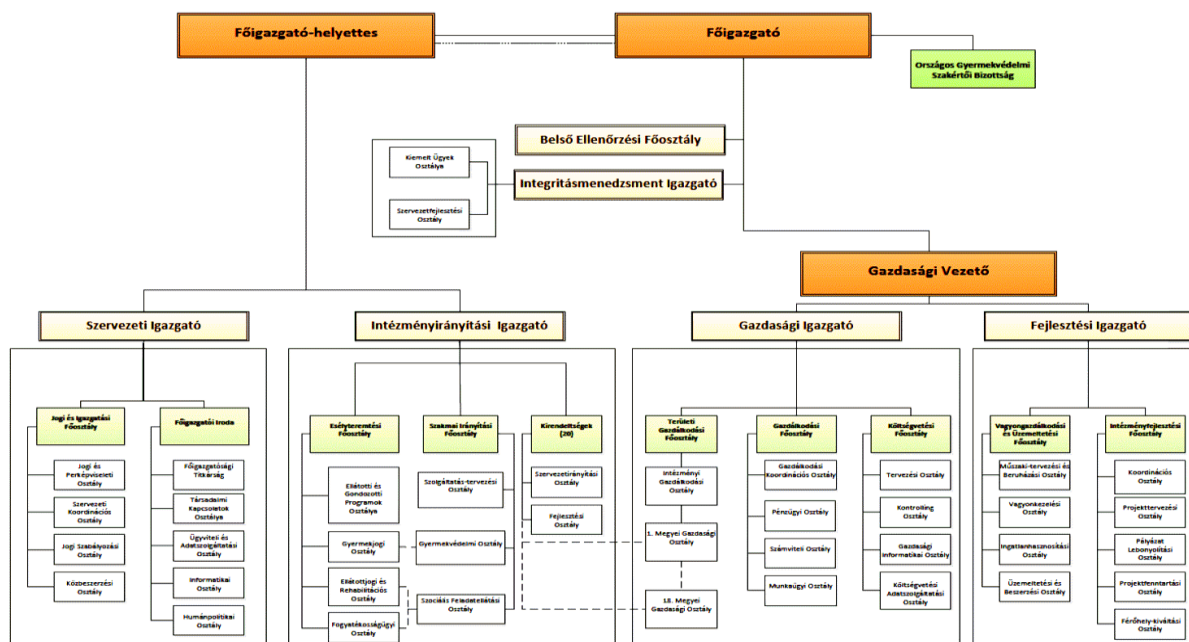 Főigazgató-helyettes
Főigazgató
Országos Gyermekvédelmi
Szakértői Bizottság
Belső Ellenőrzési Főosztály
Kiemelt Ügyek
Osztálya
Integritásmenedzsment Igazgató
Szervezetfejlesztési
Osztály
Gazdasági Vezető
Szervezeti Igazgató
Intézményirányítási Igazgató
Gazdasági Igazgató
Fejlesztési Igazgató
Jogi és Igazgatási
Főosztály
Jogi és
Perképviseleti
Osztály
Szervezeti
Koordinációs Osztály
Jogi Szabályozási
Osztály
Közbeszerzési
Osztály
Főigazgatói Iroda
Főigazgatósági
Titkárság
Társadalmi
Kapcsolatok
Osztálya
Ügyviteli és
Adatszolgáltatási
Osztály
Informatikai Osztály
Humánpolitikai
Osztály
Esélyteremtési
Főosztály
Ellátotti és
Gondozotti
Programok
Osztálya
Gyermekjogi
Osztály
Ellátottjogi és
Rehabilitációs Osztály
Fogyatékosságügyi
Osztály
Szakmai Irányítási
Főosztály
Szolgáltatás-tervezési
Osztály
Gyermekvédelmi Osztály
Szociális Feladatellátási
Osztály
Kirendeltségek
(20)
Szervezetirányítási
Osztály
Fejlesztési Osztály
Területi
Gazdálkodási
Főosztály
Intézményi
Gazdálkodási Osztály
1. Megyei Gazdasági
Osztály
18. Megyei
Gazdasági Osztály
Gazdálkodási
Főosztály
Gazdálkodási
Koordinációs Osztály
Pénzügyi Osztály
Számviteli Osztály
Munkaügyi Osztály
Költségvetési
Főosztály
Tervezési Osztály
Kontrolling
Osztály
Gazdasági
Informatikai Osztály
Költségvetési
Adatszolgáltatási
Osztály
Vagyongazdálkodási
és Üzemeltetési
Főosztály
Műszaki-tervezési és
Beruházási Osztály
Vagyonkezelési
Osztály
Ingatlanhasznosítási
Osztály
Üzemeltetési és
Beszerzési Osztály
Intézményfejlesztési
Főosztály
Koordinációs
Osztály
Projekttervezési
Osztály
Pályázat
Lebonyolítási
Osztály
Projektfenntartási
Osztály
Férőhely-kiváltási
Osztály